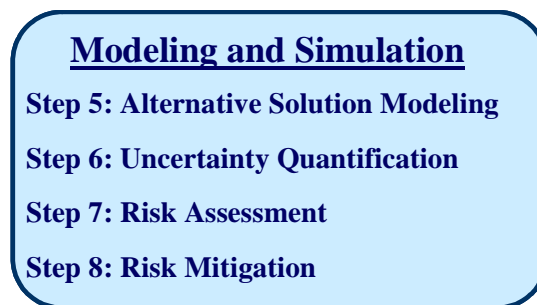 Modeling and Simulation
Step 5: Alternative Solution Modeling
Step 6: Uncertainty Quantification
Step 7: Risk Assessment
Step 8: Risk Mitigation